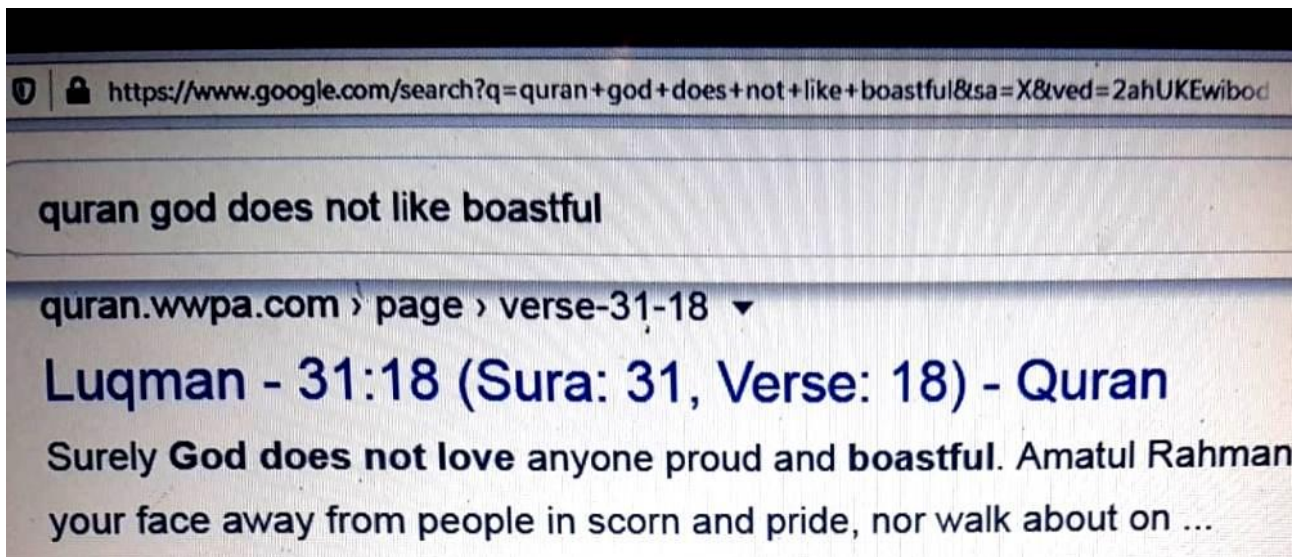 https://www.google.com/search?q=quran+god+does+not+like+boastful&sa=X&ved=2ahUKEwibod
quran god does not like boastful
quran.wwpa.com › page › verse-31-18
Luqman - 31:18 (Sura: 31, Verse: 18) - Quran
Surely God does not love anyone proud and boastful. Amatul Rahman
your face away from people in scorn and pride, nor walk about on ...